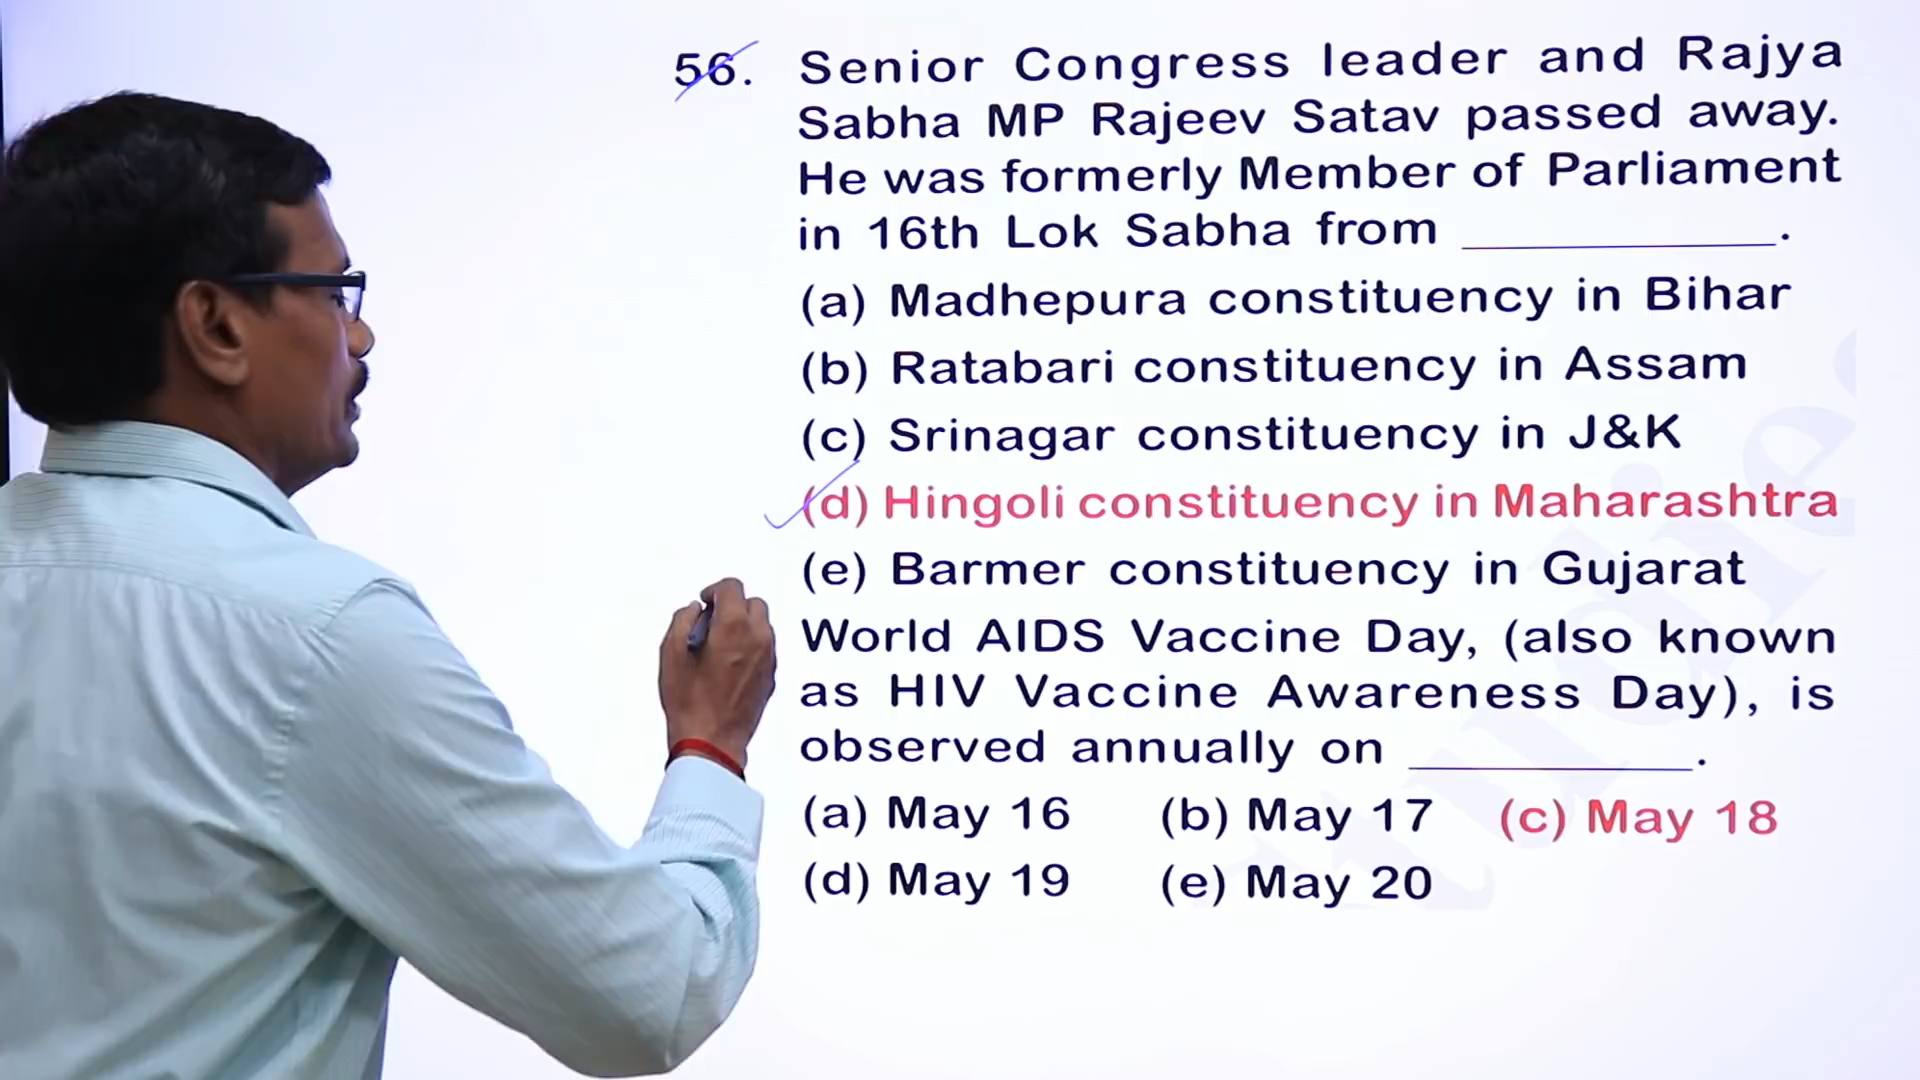 56. Senior Congress leader and Rajya
Sabha MP Rajeev Satav passed away.
He was formerly Member of Parliament
in 16th Lok Sabha from ____________.
(a) Madhepura constituency in Bihar
(b) Ratabari constituency in Assam
(c) Srinagar constituency in J&K
(d) Hingoli constituency in Maharashtra
(e) Barmer constituency in Gujarat
World AIDS Vaccine Day, (also known
as HIV Vaccine Awareness Day), is
observed annually on ___________.
(a) May 16 (b) May 17 (c) May 18
(d) May 19 (e) May 20